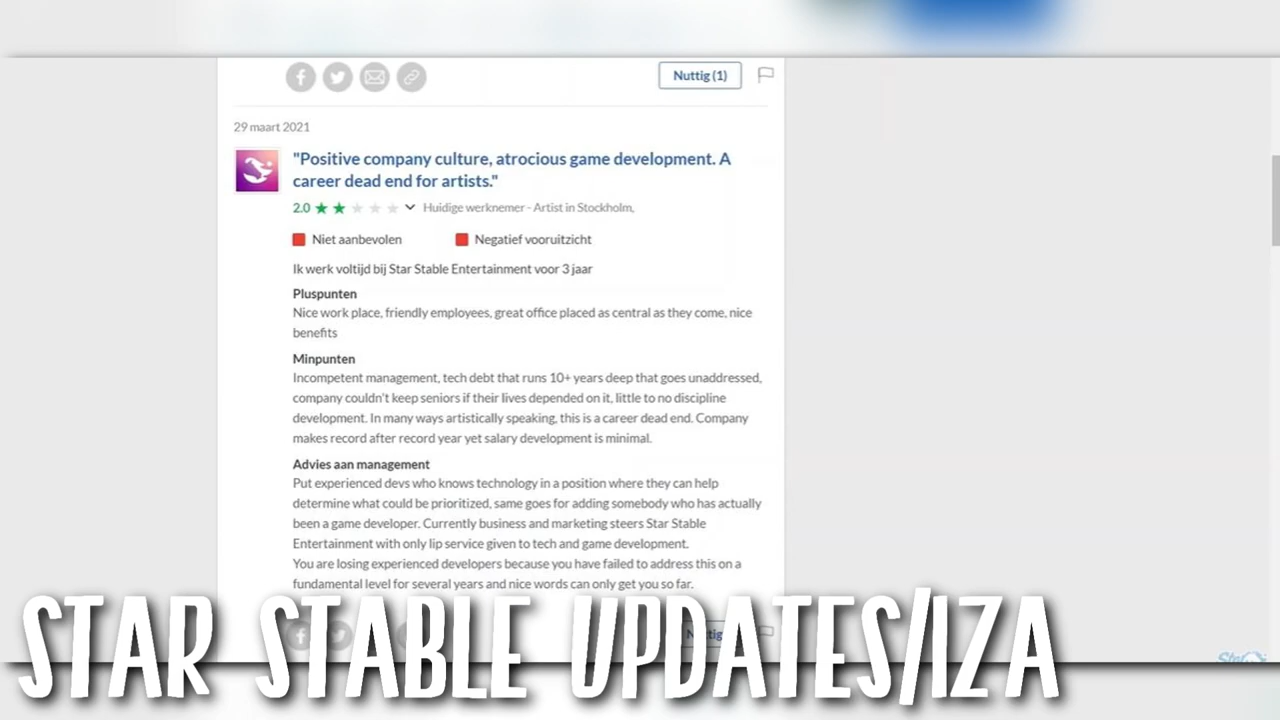 Nuttig (1)
29 maart 2021
"Positive company culture, atrocious game development. A
career dead end for artists."
2.0 Huidige werknemer - Artist in Stockholm,
Niet aanbevolen Negatief vooruitzicht
Ik werk voltijd bij Star Stable Entertainment voor 3 jaar
Pluspunten
Nice work place, friendly employees, great office placed as central as they come, nice
benefits
Minpunten
Incompetent management, tech debt that runs 10+ years deep that goes unaddressed,
company couldn't keep seniors if their lives depended on it, little to no discipline
development. In many ways artistically speaking, this is a career dead end. Company
makes record after record year yet salary development is minimal.
Advies aan management
Put experienced devs who knows technology in a position where they can help
determine what could be prioritized, same goes for adding somebody who has actually
been a game developer. Currently business and marketing steers Star Stable
Entertainment with only lip service given to tech and game development.
You are losing experienced developers because you have failed to address this on a
fundamental level for several years and nice words can only get you so far.
STAR STABLE UPDATES/IZA